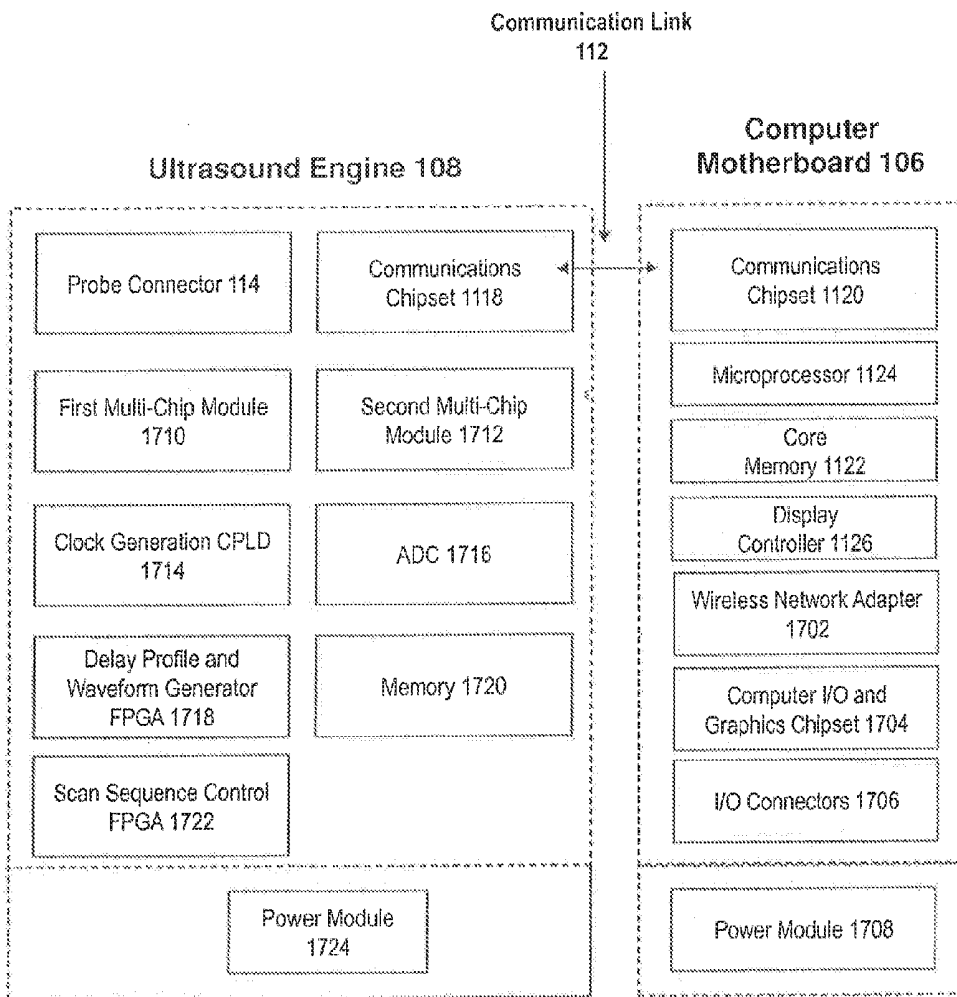 Communication Link
112
Ultrasound Engine 108
Computer
Motherboard 106
Probe Connector 114
Communications
Chipset 1118
First Multi-Chip Module
1710
Second Multi-Chip
Module 1712
Clock Generation CPLD
1714
ADC 1716
Delay Profile and
Waveform Generator
FPGA 1718
Memory 1720
Scan Sequence Control
FPGA 1722
Power Module
1724
Communications
Chipset 1120
Microprocessor 1124
Core
Memory 1122
Display
Controller 1126
Wireless Network Adapter
1702
Computer I/O and
Graphics Chipset 1704
I/O Connectors 1706
Power Module 1708